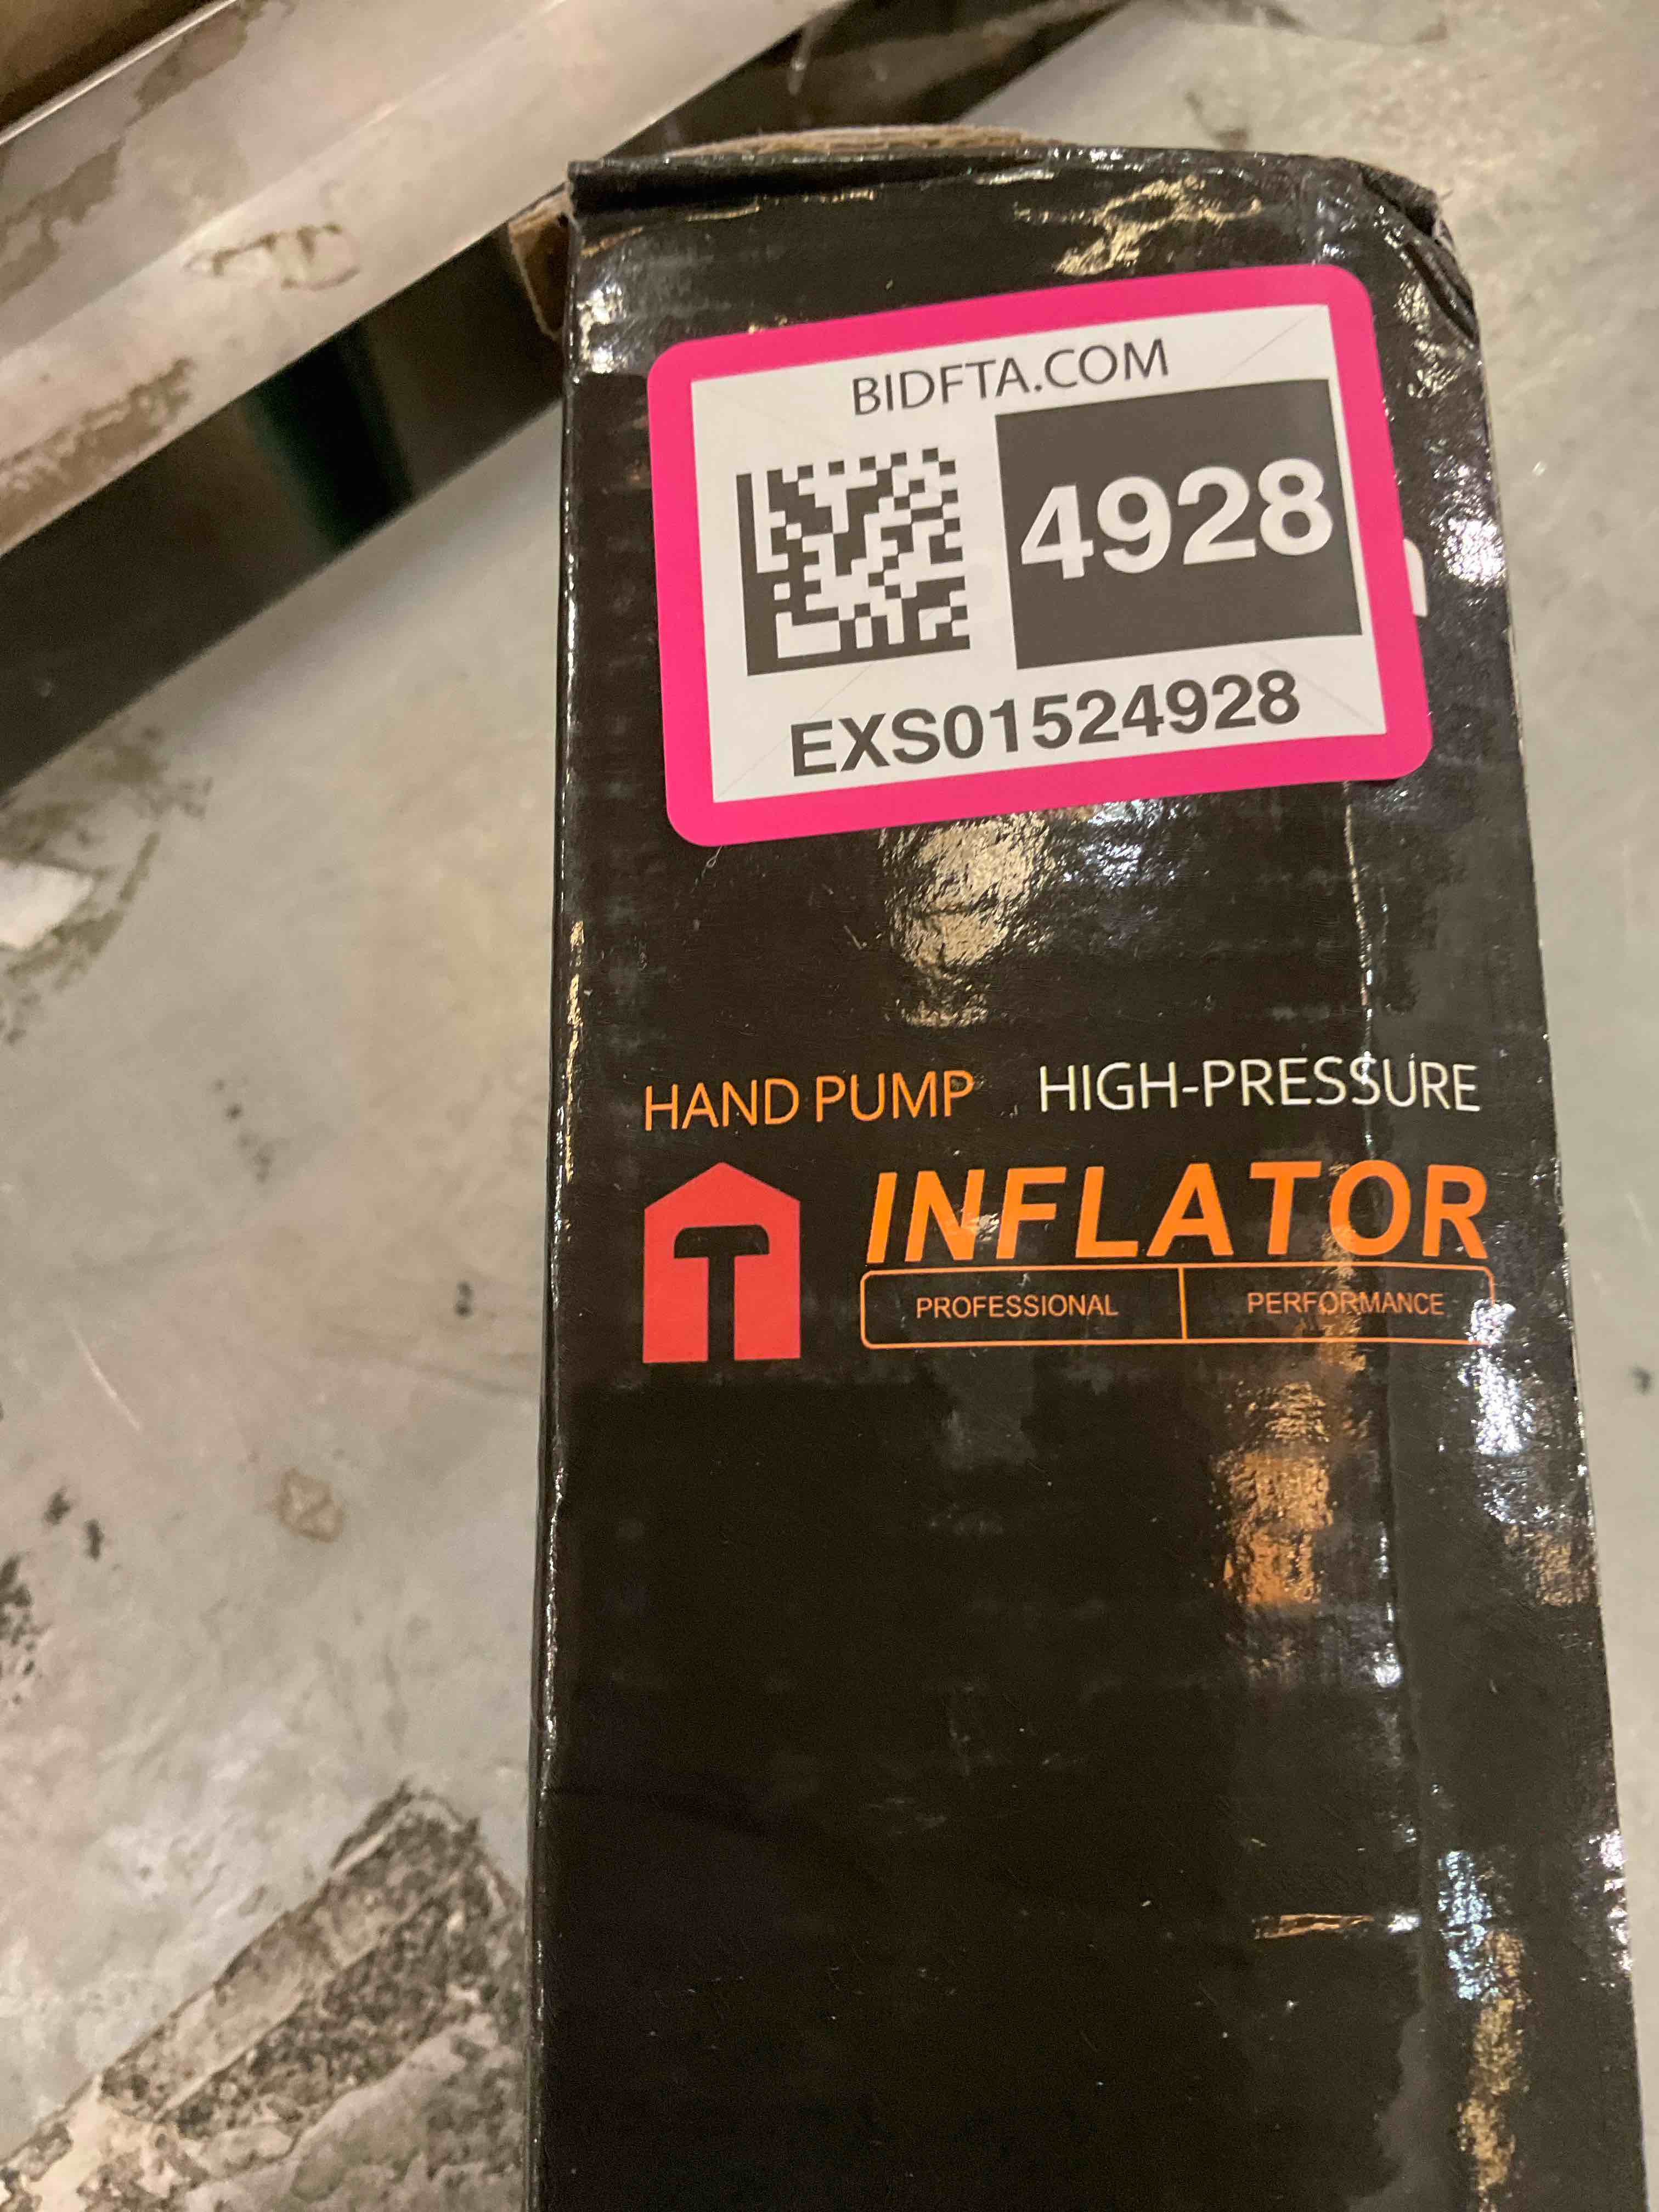 BIDFTA.COM
4928
EXS01524928
HAND PUMP HIGH-PRESSURE
INFLATOR
PROFESSIONAL PERFORMANCE